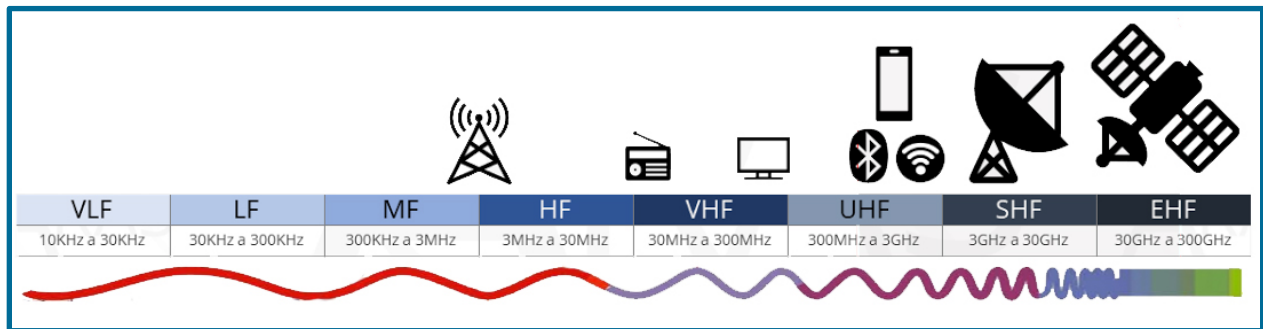 VLF LF MF HF VHF UHF SHF EHF
10KHz a 30KHz 30KHz a 300KHz 300KHz a 3MHz 3MHz a 30MHz 30MHz a 300MHz 300MHz a 3GHz 3GHz a 30GHz 30GHz a 300GHz